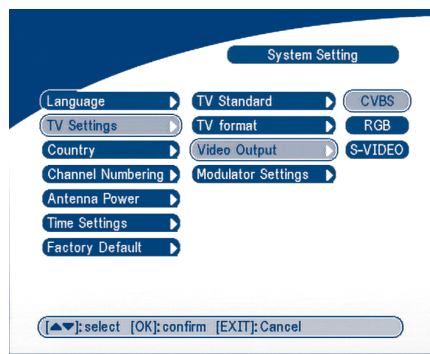 System Setting
Language TV Standard CVBS
TV Settings TV format RGB
Country Video Output S-VIDEO
Channel Numbering Modulator Settings
Antenna Power
Time Settings
Factory Default
[▲▼]: select [OK]: confirm [EXIT]: Cancel